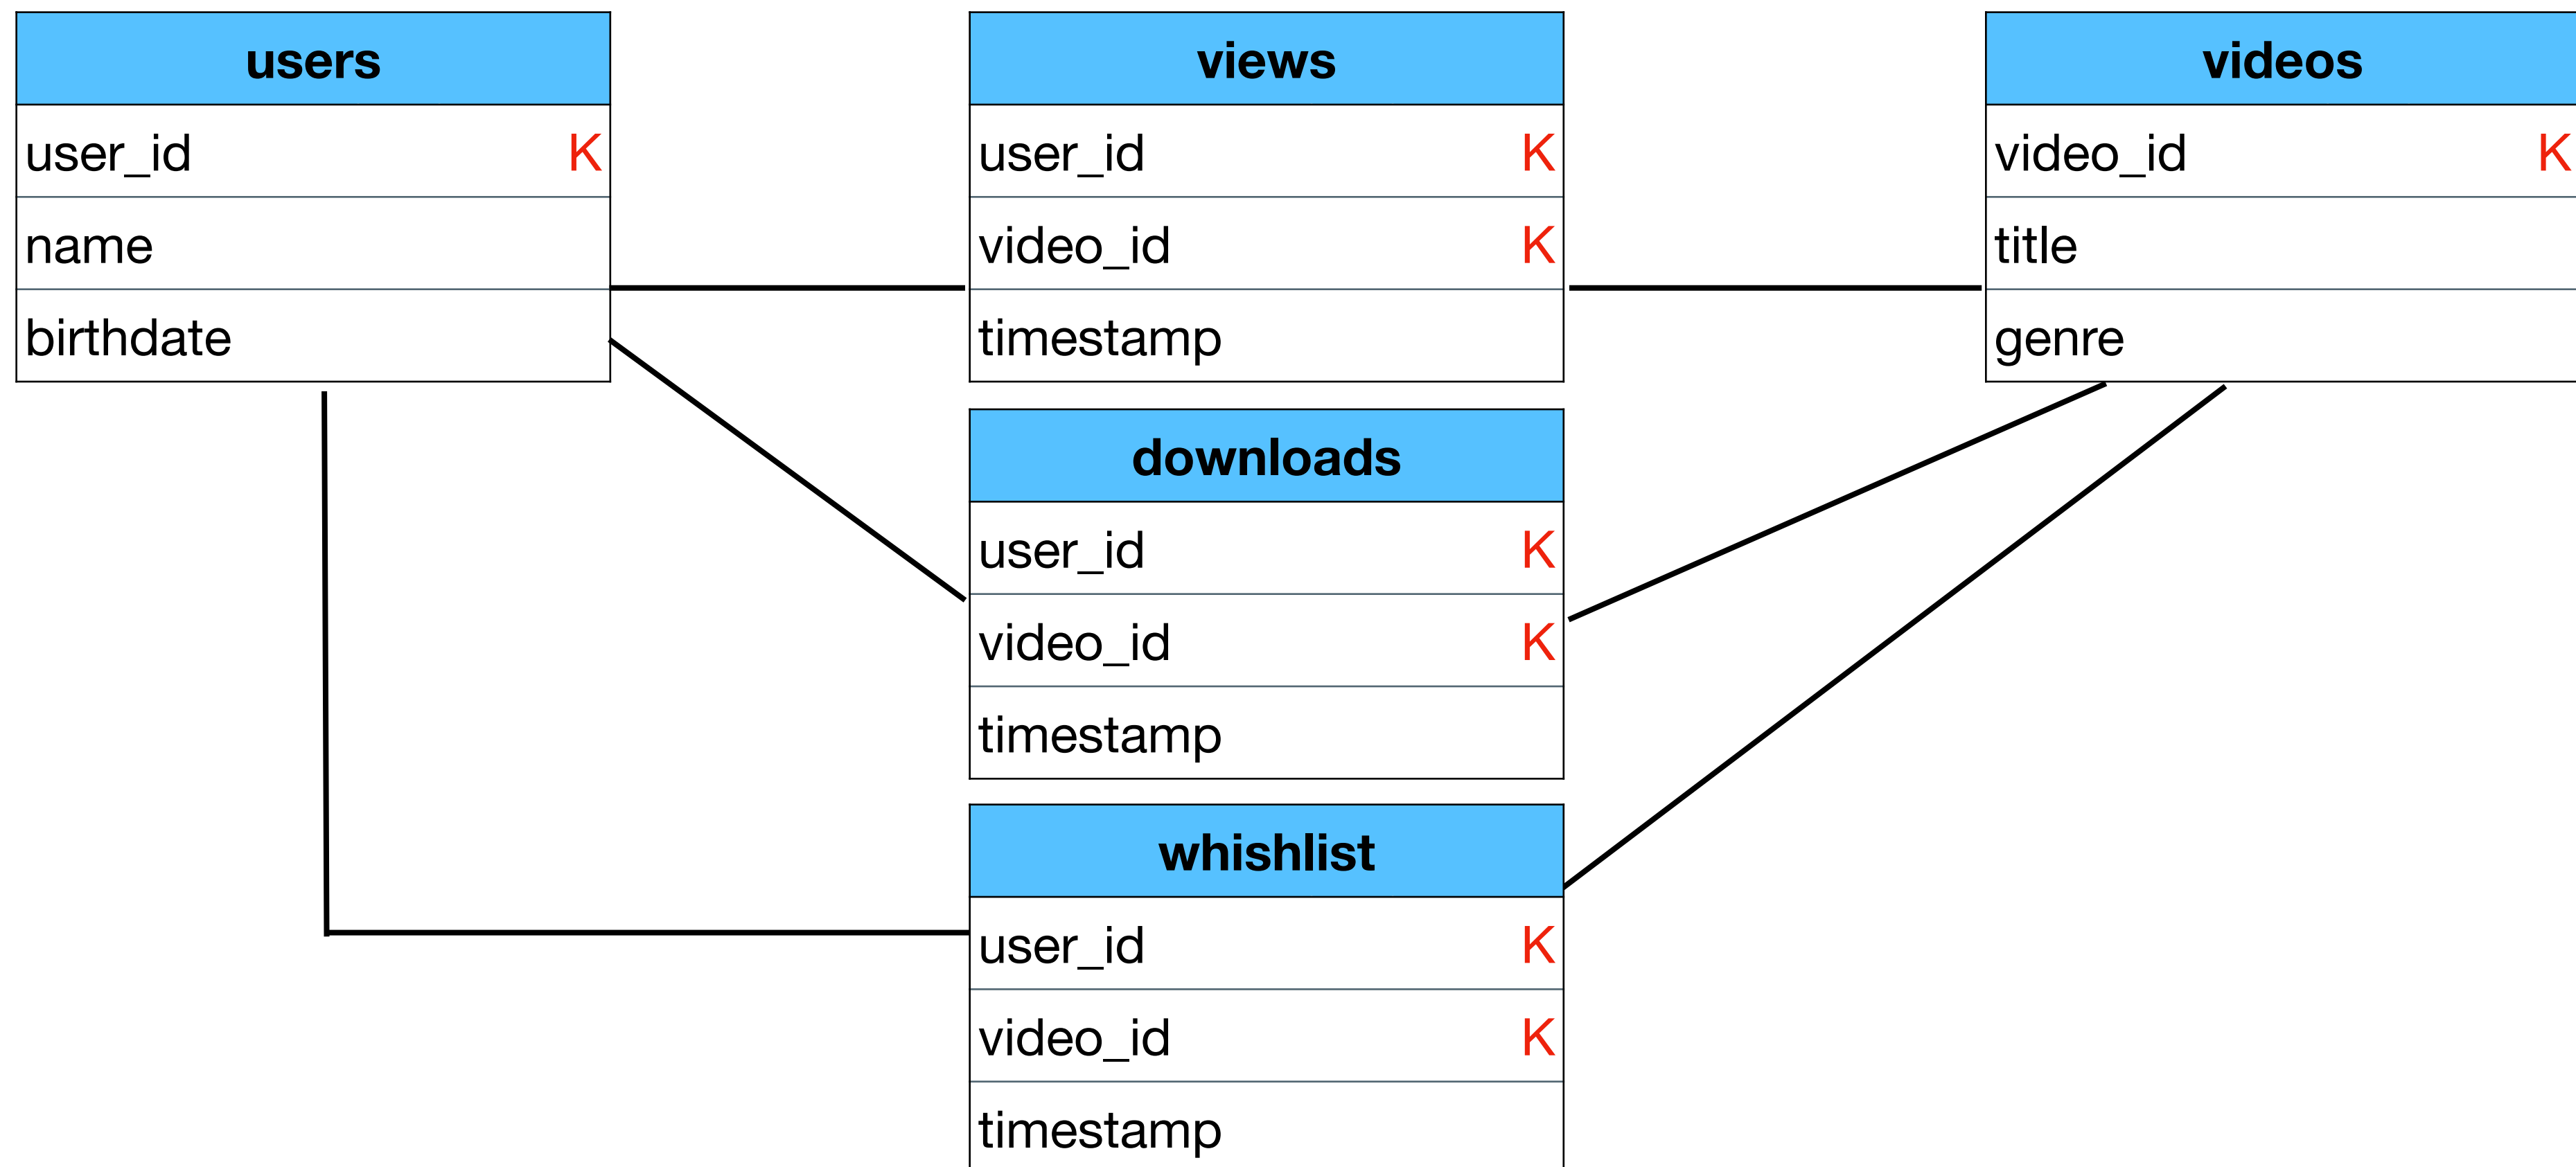 users
user_id K
name
birthdate
views
user_id K
video_id K
timestamp
videos
video_id K
title
genre
downloads
user_id K
video_id K
timestamp
whishlist
user_id K
video_id K
timestamp